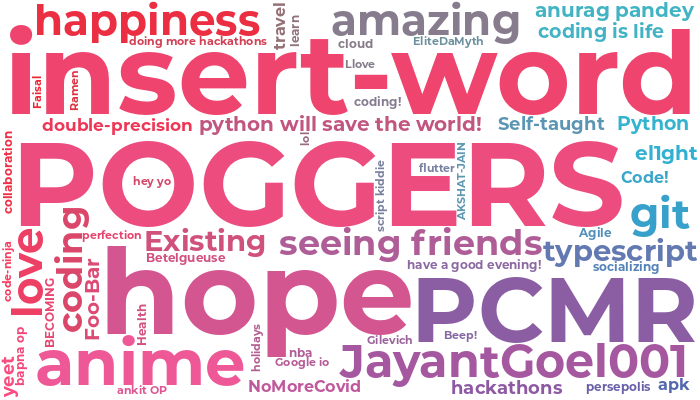 happiness
travel
learn
amazing
anurag pandey
coding is life
doing more hackathons
cloud
EliteDaMyth
insert-word
Faisal
Ramen
Llove
coding!
double-precision
python will save the world!
Self-taught
Python
collaboration
lol
el1ght
POGGERS
hey yo
script kiddie
flutter
AKSHAT-JAIN
Code!
git
perfection
Existing
seeing friends
Agile
typescript
love
coding
code-ninja
Foo-Bar
Betelgueuse
have a good evening!
socializing
hope
PCMR
BECOMING
Health
holidays
Gilevich
Beep!
anime
nba
Google io
JayantGoel001
yeet
bapna op
ankit OP
NoMoreCovid
hackathons
persepolis
apk